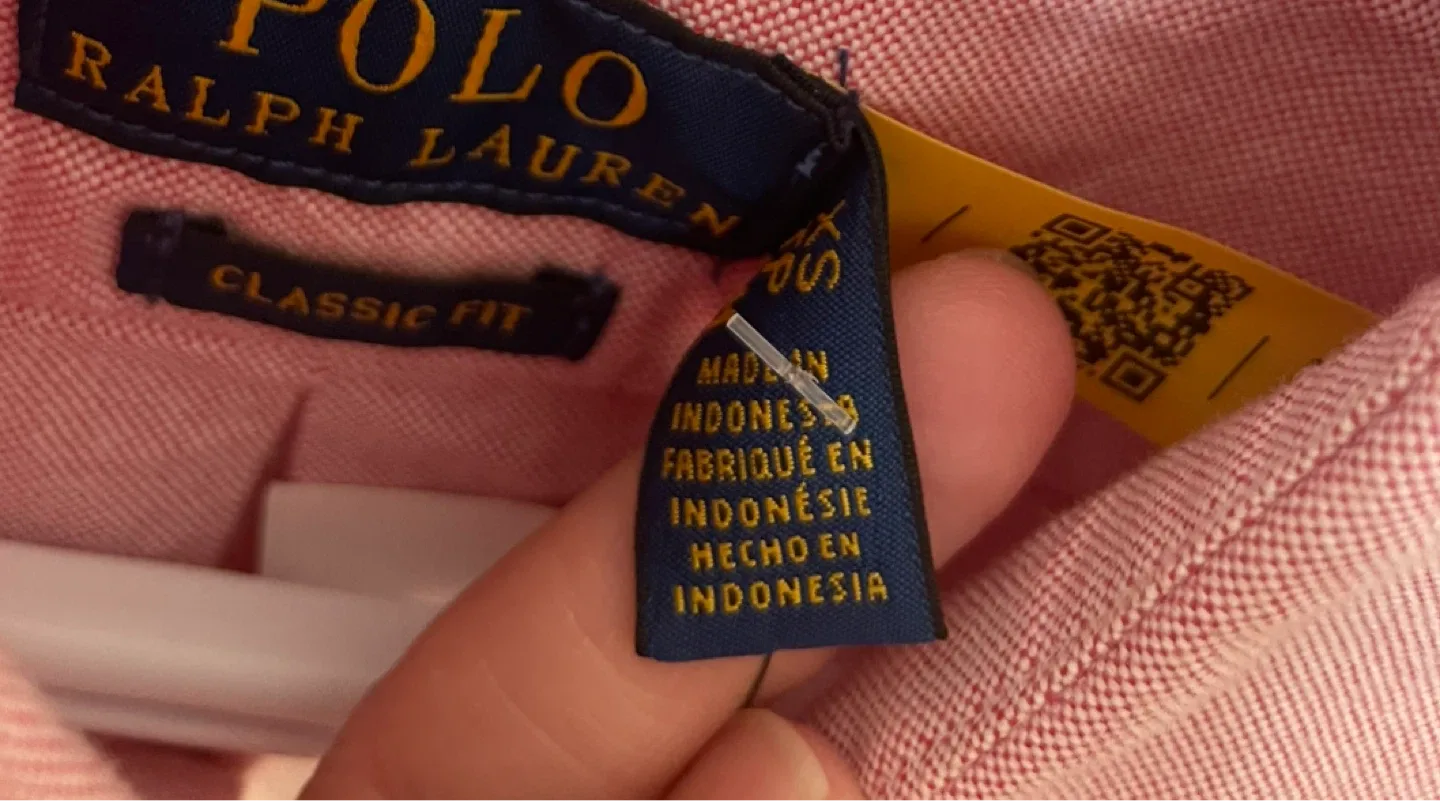 POLO
RALPH LAUREN
CLASSIC FIT
MADE IN
INDONESIA
FABRIQUÉ EN
INDONÉSIE
HECHO EN
INDONESIA